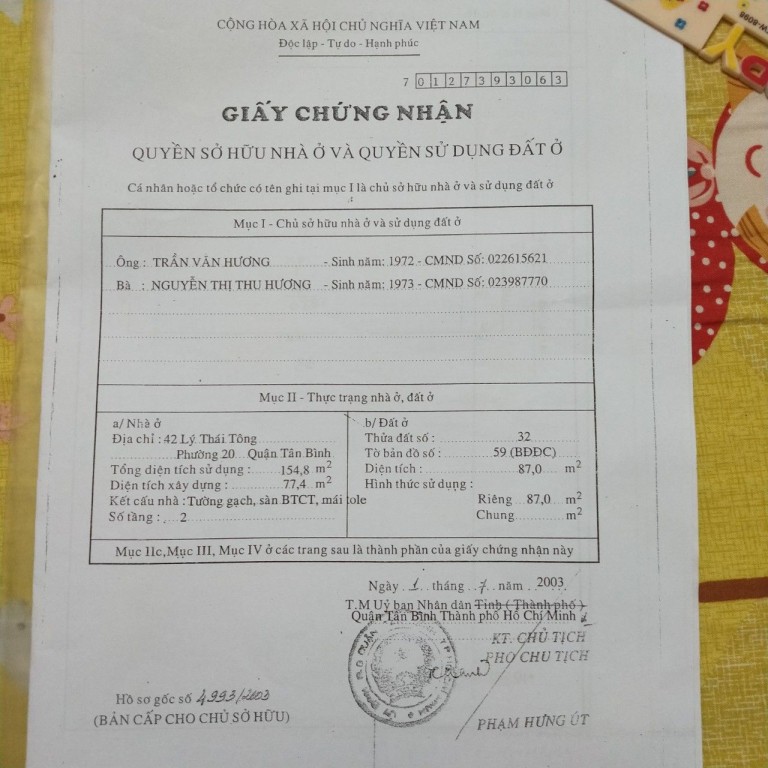 CỘNG HÒA XÃ HỘI CHỦ NGHĨA VIỆT NAM
Độc lập - Tự do - Hạnh phúc
7 0 1 2 7 3 9 3 0 6 3
GIẤY CHỨNG NHẬN
QUYỀN SỞ HỮU NHÀ Ở VÀ QUYỀN SỬ DỤNG ĐẤT Ở
Cá nhân hoặc tổ chức có tên ghi tại mục I là chủ sở hữu nhà ở và sử dụng đất ở
Mục I - Chủ sở hữu nhà ở và sử dụng đất ở
Ông : TRẦN VĂN HƯƠNG - Sinh năm: 1972 - CMND Số: 022615621
Bà : NGUYỄN THỊ THU HƯƠNG - Sinh năm: 1973 - CMND Số: 023987770
Mục II - Thực trạng nhà ở, đất ở
a/ Nhà ở
Địa chỉ : 42 Lý Thái Tông
Phường 20 Quận Tân Bình
Tổng diện tích sử dụng : 154,8 m2
Diện tích xây dựng : 77,4 m2
Kết cấu nhà : Tường gạch, sàn BTCT, mái tole
Số tầng : 2
b/ Đất ở
Thửa đất số : 32
Tờ bản đồ số : 59 (BĐĐC)
Diện tích : 87,0 m2
Hình thức sử dụng :
Riêng 87,0 m2
Chung m2
Mục IIc, Mục III, Mục IV ở các trang sau là thành phần của giấy chứng nhận này
Ngày 1 tháng 7 năm 2003
T.M Uỷ ban Nhân dân Tỉnh ( Thành phố )
Quận Tân Bình Thành phố Hồ Chí Minh
KT. CHỦ TỊCH
PHÓ CHỦ TỊCH
Hồ sơ gốc số 4993/2003
(BẢN CẤP CHO CHỦ SỞ HỮU)
PHẠM HƯNG ÚT